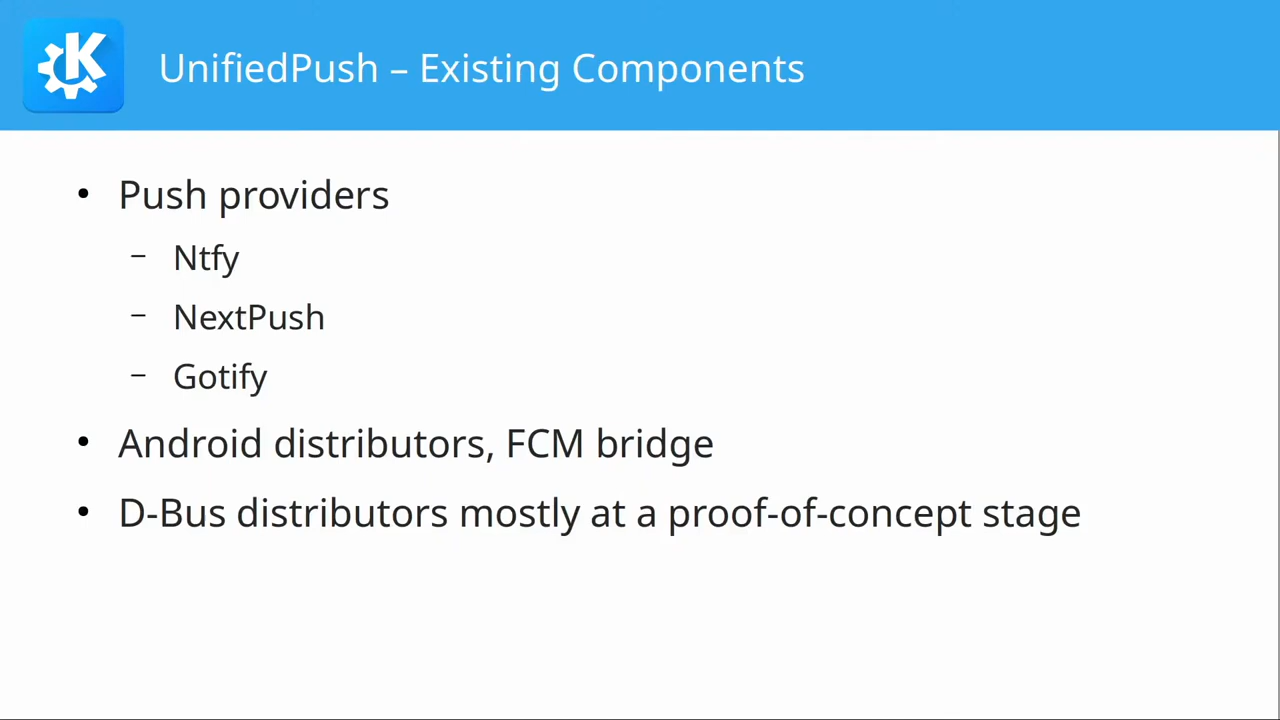 UnifiedPush – Existing Components
• Push providers
– Ntfy
– NextPush
– Gotify
• Android distributors, FCM bridge
• D-Bus distributors mostly at a proof-of-concept stage